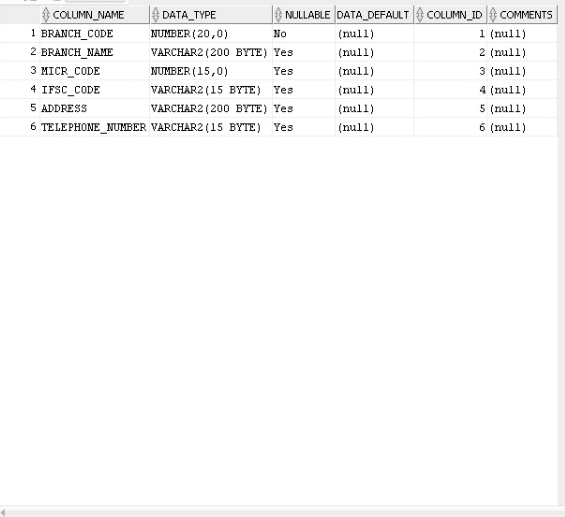 COLUMN_NAME DATA_TYPE NULLABLE DATA_DEFAULT COLUMN_ID COMMENTS
1 BRANCH_CODE NUMBER(20,0) No (null) 1 (null)
2 BRANCH_NAME VARCHAR2(200 BYTE) Yes (null) 2 (null)
3 MICR_CODE NUMBER(15,0) Yes (null) 3 (null)
4 IFSC_CODE VARCHAR2(15 BYTE) Yes (null) 4 (null)
5 ADDRESS VARCHAR2(200 BYTE) Yes (null) 5 (null)
6 TELEPHONE_NUMBER VARCHAR2(15 BYTE) Yes (null) 6 (null)